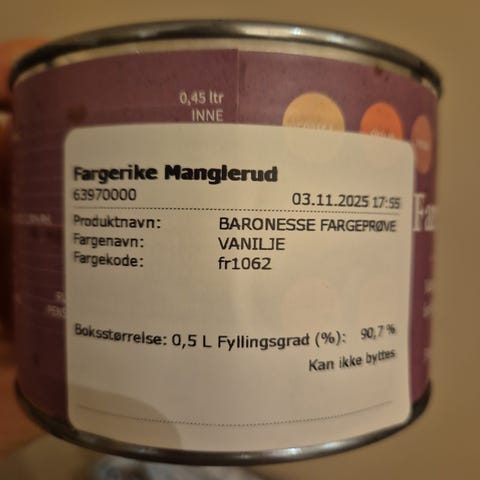 0,45 ltr
INNE
Fargerike Manglerud
63970000 03.11.2025 17:55
Produktnavn: BARONESSE FARGEPRØVE
Fargenavn: VANILJE
Fargekode: fr1062
Boksstørrelse: 0,5 L Fyllingsgrad (%): 90,7 %
Kan ikke byttes